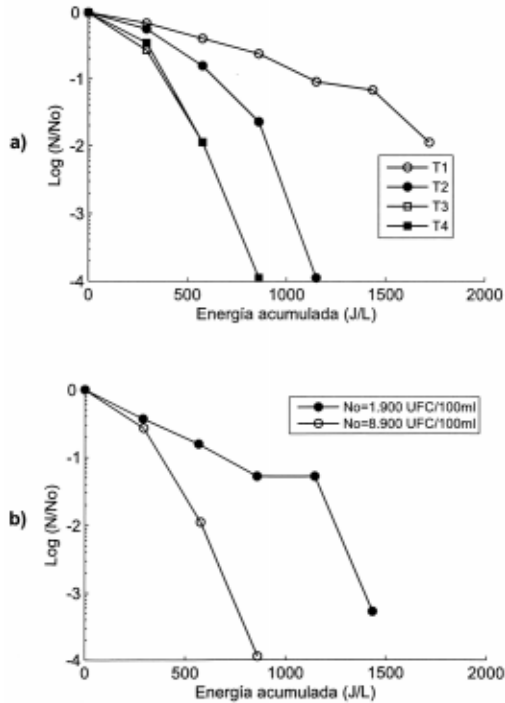 a)
Log (N/No)
0
-1
-2
-3
-4
T1
T2
T3
T4
0
500
1000
1500
2000
Energía acumulada (J/L)
b)
Log (N/No)
0
-1
-2
-3
-4
No=1.900 UFC/100ml
No=8.900 UFC/100ml
0
500
1000
1500
2000
Energía acumulada (J/L)